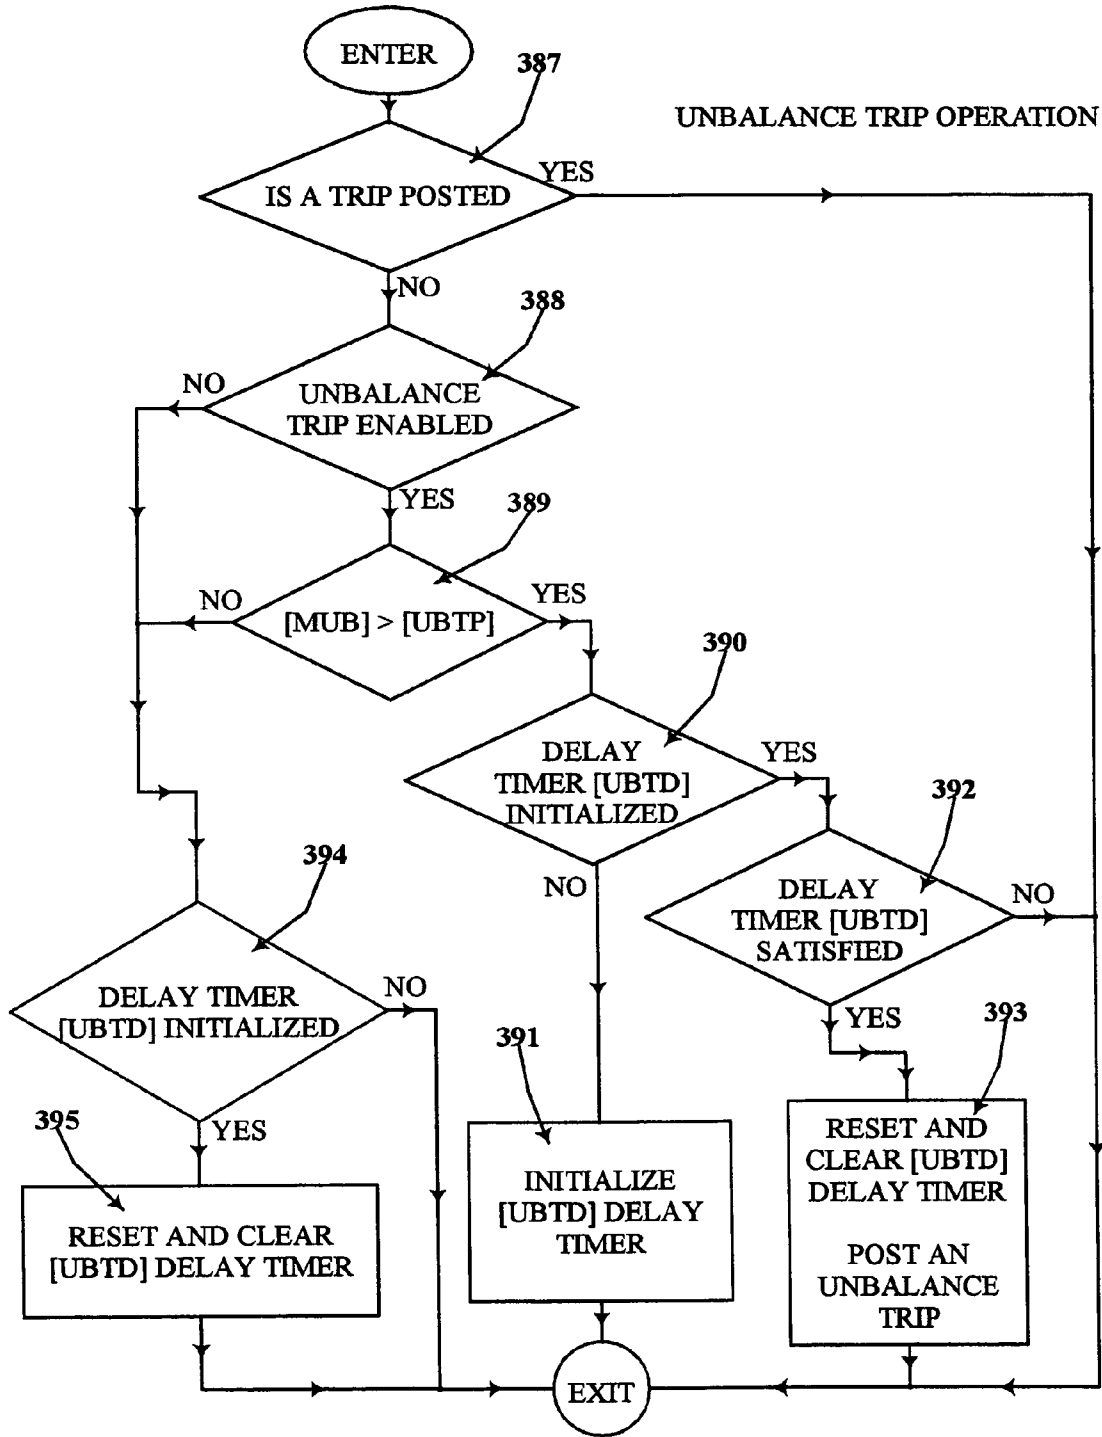 ENTER
387
UNBALANCE TRIP OPERATION
YES
IS A TRIP POSTED
NO
388
NO
UNBALANCE
TRIP ENABLED
YES
389
NO
YES
[MUB] > [UBTP]
390
DELAY
TIMER [UBTD]
INITIALIZED
YES
392
NO
DELAY
TIMER [UBTD]
SATISFIED
NO
394
DELAY TIMER
[UBTD] INITIALIZED
NO
YES
393
391
395
YES
RESET AND
CLEAR [UBTD]
DELAY TIMER
POST AN
UNBALANCE
TRIP
INITIALIZE
[UBTD] DELAY
TIMER
RESET AND CLEAR
[UBTD] DELAY TIMER
EXIT